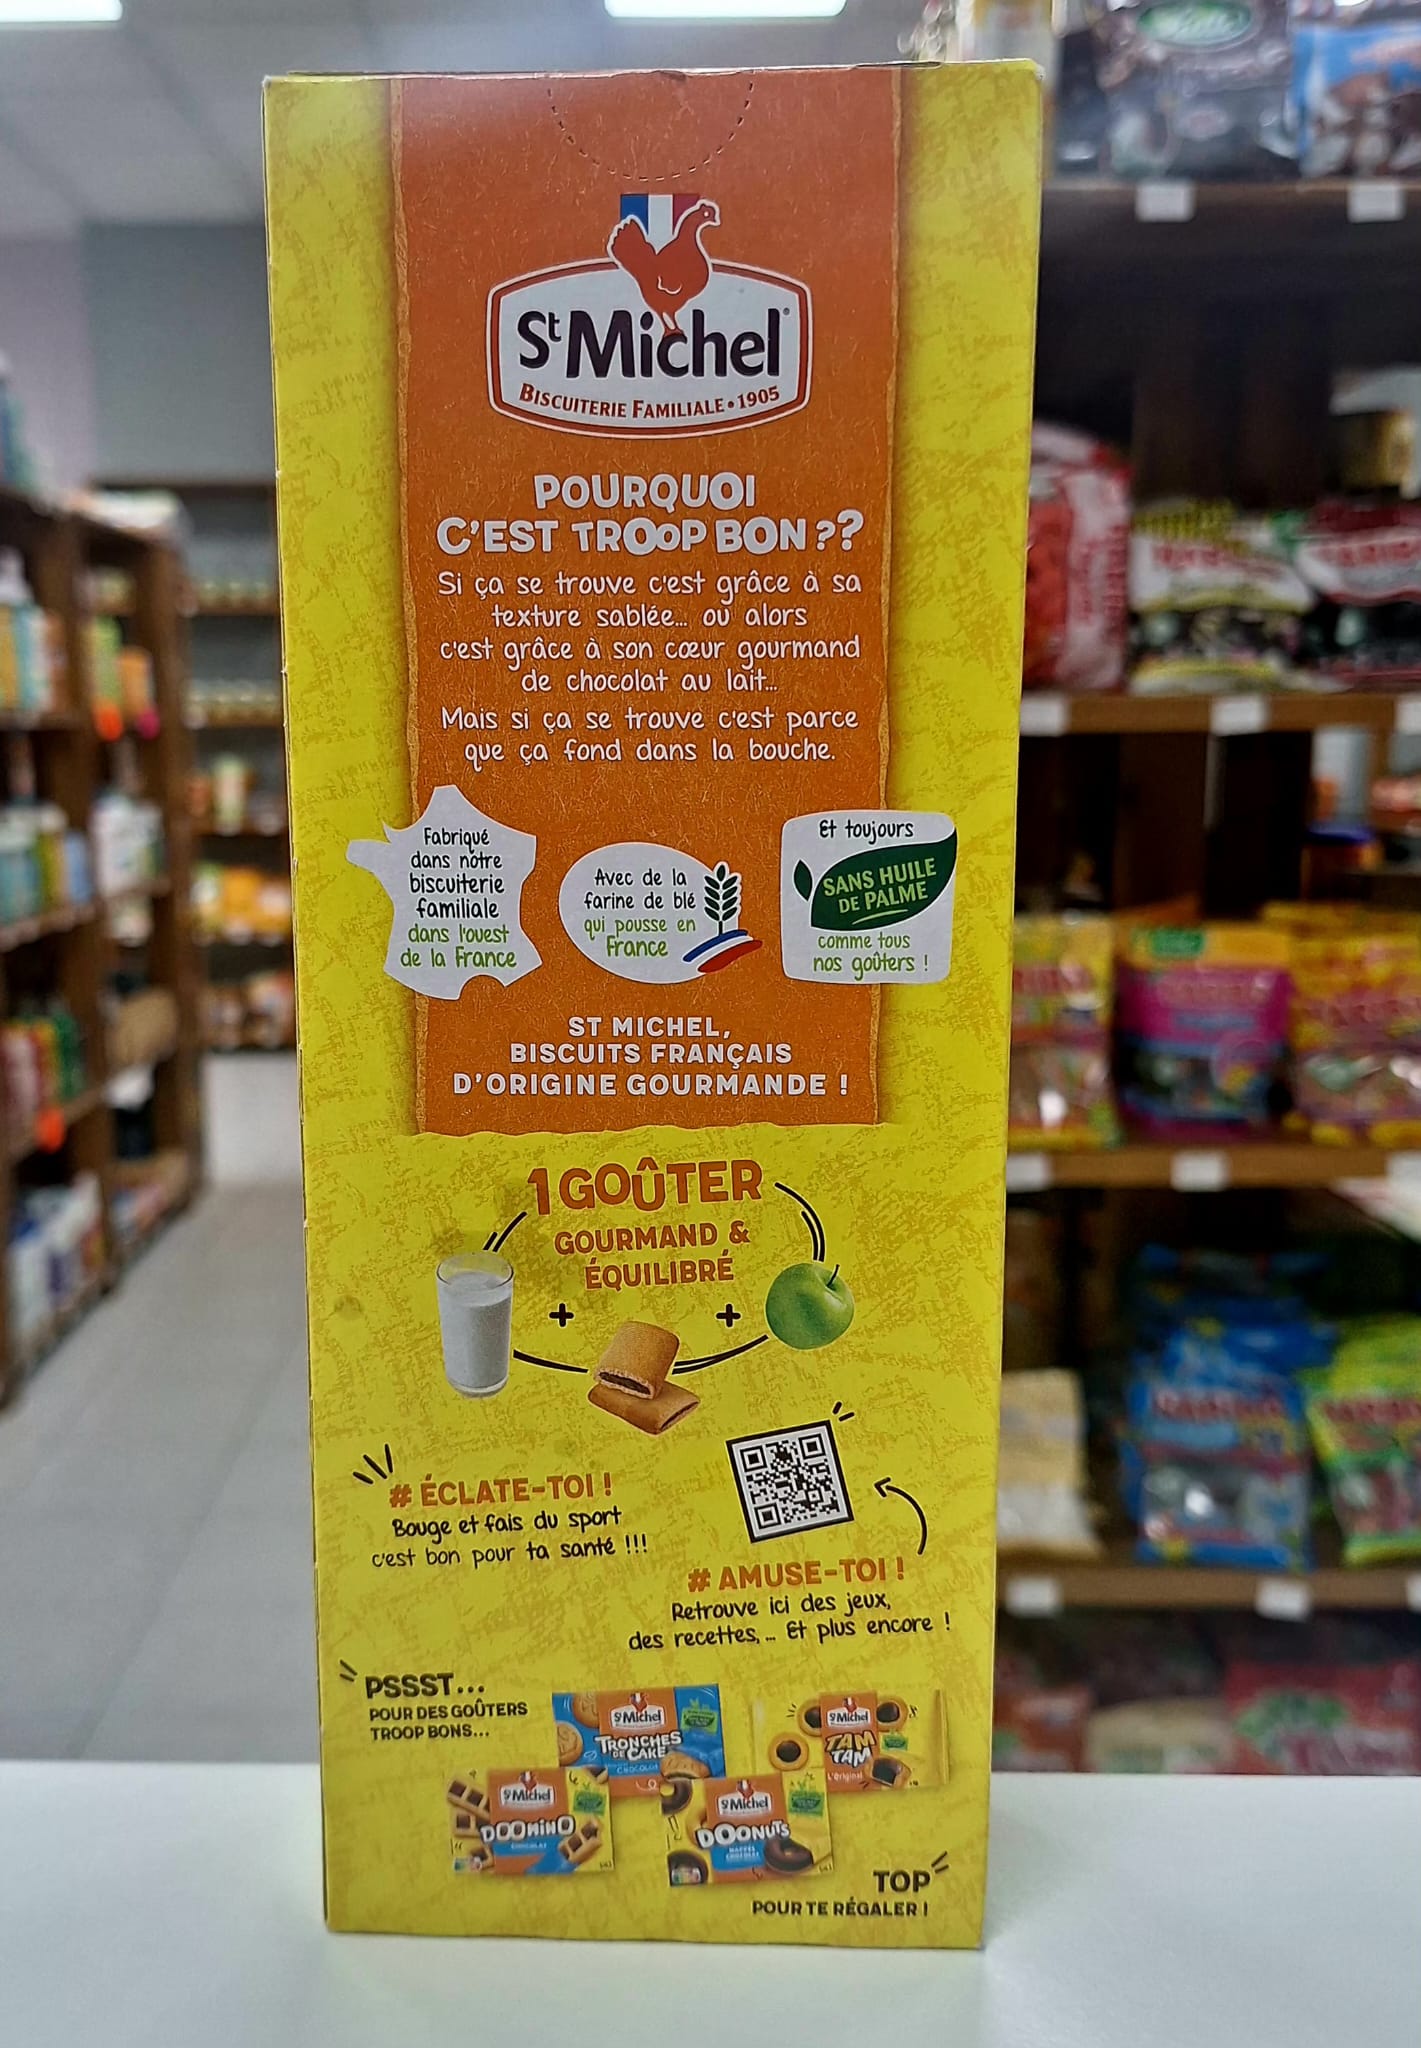 St Michel
BISCUITERIE FAMILIALE • 1905
POURQUOI
C'EST TROOP BON ??
Si ça se trouve c'est grâce à sa
texture sablée... ou alors
c'est grâce à son cœur gourmand
de chocolat au lait...
Mais si ça se trouve c'est parce
que ça fond dans la bouche.
Fabriqué
dans notre
biscuiterie
familiale
dans l'ouest
de la France
Avec de la
farine de blé
qui pousse en
France
Et toujours
SANS HUILE
DE PALME
comme tous
nos goûters !
ST MICHEL,
BISCUITS FRANÇAIS
D'ORIGINE GOURMANDE !
1 GOÛTER
GOURMAND &
ÉQUILIBRÉ
+ +
# ÉCLATE-TOI !
Bouge et fais du sport
c'est bon pour ta santé !!!
# AMUSE-TOI !
Retrouve ici des jeux,
des recettes, ... Et plus encore !
PSSST...
POUR DES GOÛTERS
TROOP BONS...
St Michel
TRONCHES
DE CAKE
CHOCOLAT
St Michel
TAM
TAM
L'Original
St Michel
DOOMINO
CHOCOLAT
St Michel
DOONUTS
NAPPÉS
CHOCOLAT
TOP
POUR TE RÉGALER !